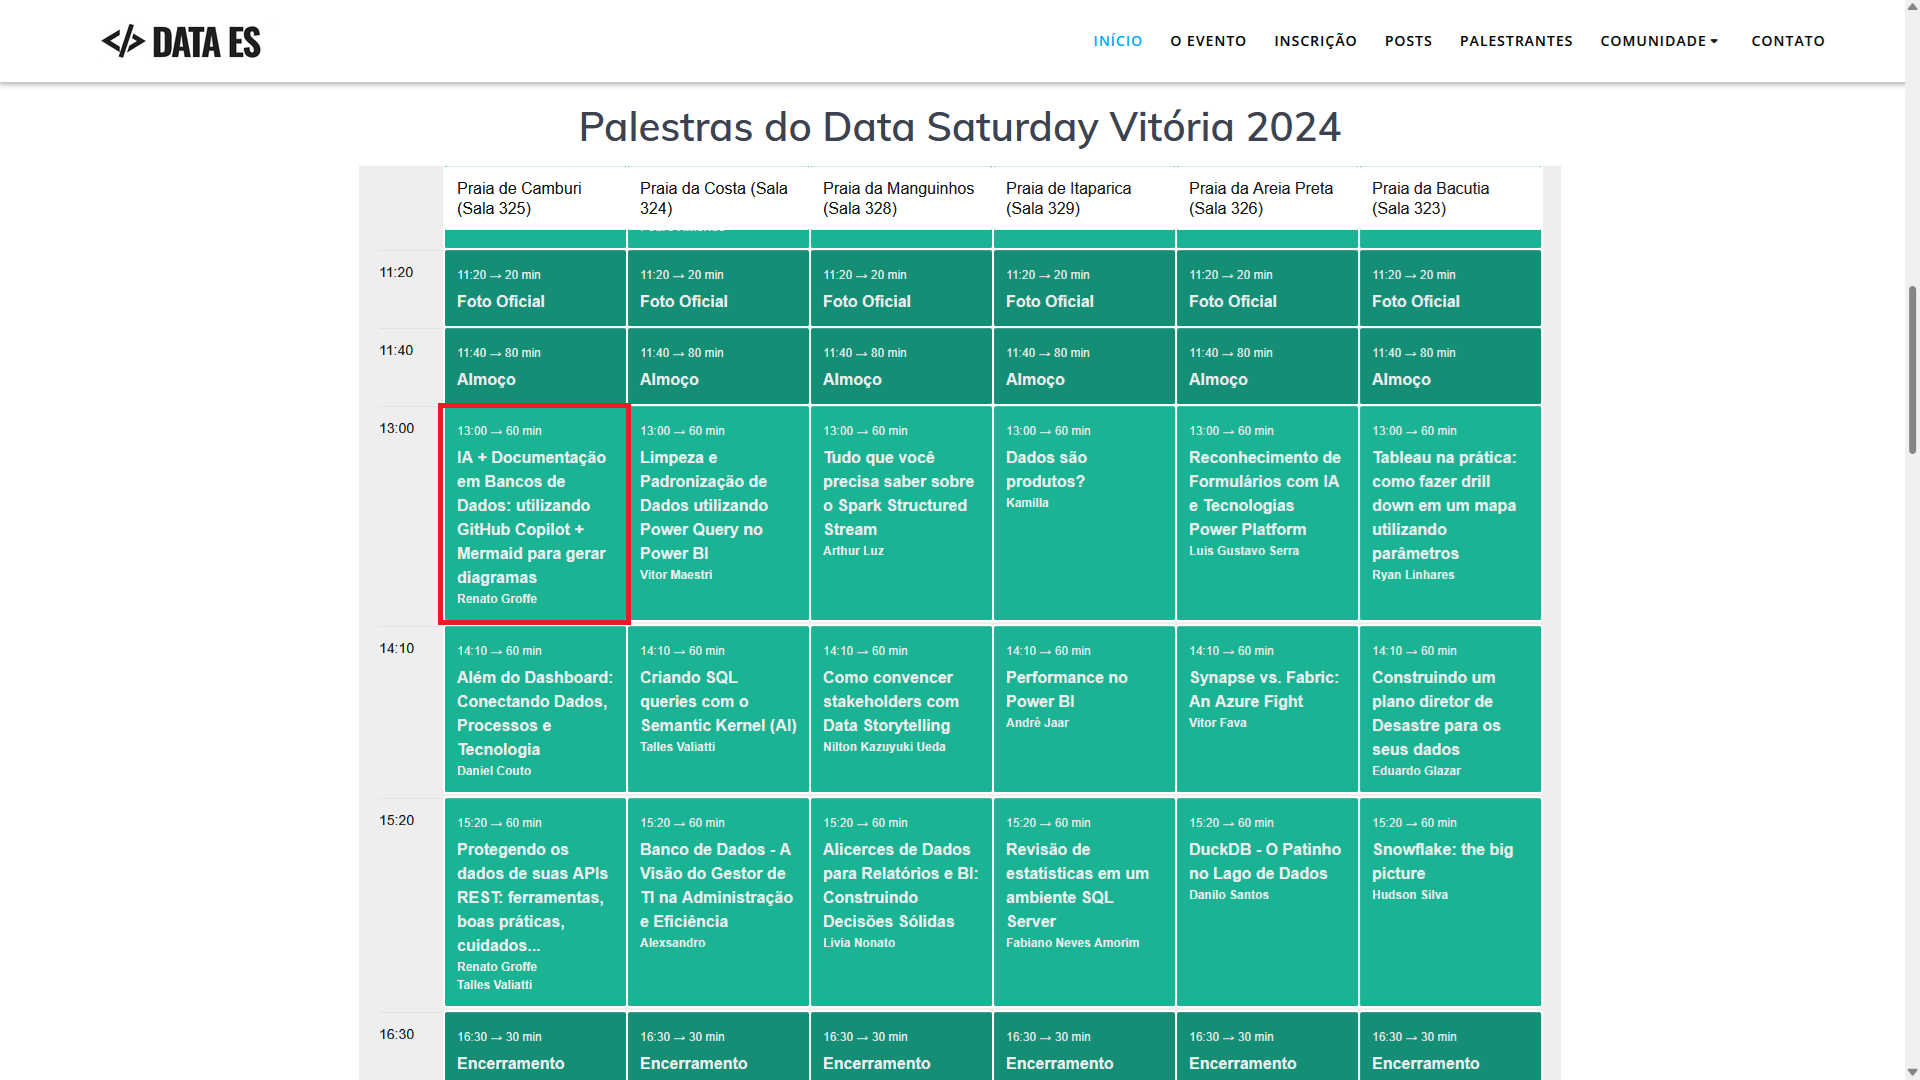 </> DATA ES
INÍCIO O EVENTO INSCRIÇÃO POSTS PALESTRANTES COMUNIDADE CONTATO
Palestras do Data Saturday Vitória 2024
Praia de Camburi
(Sala 325)
Praia da Costa (Sala
324)
Praia da Manguinhos
(Sala 328)
Praia de Itaparica
(Sala 329)
Praia da Areia Preta
(Sala 326)
Praia da Bacutia
(Sala 323)
11:20
11:20 → 20 min
Foto Oficial
11:20 → 20 min
Foto Oficial
11:20 → 20 min
Foto Oficial
11:20 → 20 min
Foto Oficial
11:20 → 20 min
Foto Oficial
11:20 → 20 min
Foto Oficial
11:40
11:40 → 80 min
Almoço
11:40 → 80 min
Almoço
11:40 → 80 min
Almoço
11:40 → 80 min
Almoço
11:40 → 80 min
Almoço
11:40 → 80 min
Almoço
13:00
13:00 → 60 min
IA + Documentação
em Bancos de
Dados: utilizando
GitHub Copilot +
Mermaid para gerar
diagramas
Renato Groffe
13:00 → 60 min
Limpeza e
Padronização de
Dados utilizando
Power Query no
Power BI
Vitor Maestri
13:00 → 60 min
Tudo que você
precisa saber sobre
o Spark Structured
Stream
Arthur Luz
13:00 → 60 min
Dados são
produtos?
Kamilla
13:00 → 60 min
Reconhecimento de
Formulários com IA
e Tecnologias
Power Platform
Luis Gustavo Serra
13:00 → 60 min
Tableau na prática:
como fazer drill
down em um mapa
utilizando
parâmetros
Ryan Linhares
14:10
14:10 → 60 min
Além do Dashboard:
Conectando Dados,
Processos e
Tecnologia
Daniel Couto
14:10 → 60 min
Criando SQL
queries com o
Semantic Kernel (AI)
Talles Valiatti
14:10 → 60 min
Como convencer
stakeholders com
Data Storytelling
Nilton Kazuyuki Ueda
14:10 → 60 min
Performance no
Power BI
André Jaar
14:10 → 60 min
Synapse vs. Fabric:
An Azure Fight
Vitor Fava
14:10 → 60 min
Construindo um
plano diretor de
Desastre para os
seus dados
Eduardo Glazar
15:20
15:20 → 60 min
Protegendo os
dados de suas APIs
REST: ferramentas,
boas práticas,
cuidados...
Renato Groffe
Talles Valiatti
15:20 → 60 min
Banco de Dados - A
Visão do Gestor de
TI na Administração
e Eficiência
Alexsandro
15:20 → 60 min
Alicerces de Dados
para Relatórios e BI:
Construindo
Decisões Sólidas
Livia Nonato
15:20 → 60 min
Revisão de
estatísticas em um
ambiente SQL
Server
Fabiano Neves Amorim
15:20 → 60 min
DuckDB - O Patinho
no Lago de Dados
Danilo Santos
15:20 → 60 min
Snowflake: the big
picture
Hudson Silva
16:30
16:30 → 30 min
Encerramento
16:30 → 30 min
Encerramento
16:30 → 30 min
Encerramento
16:30 → 30 min
Encerramento
16:30 → 30 min
Encerramento
16:30 → 30 min
Encerramento